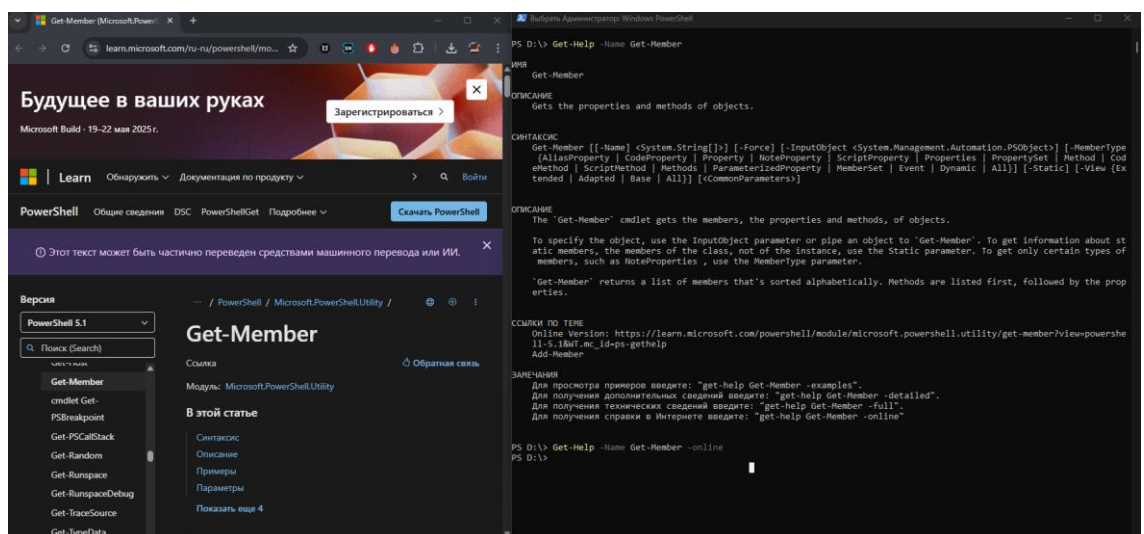 Get-Member (Microsoft.PowerS
learn.microsoft.com/ru-ru/powershell/mo...
Будущее в ваших руках
Зарегистрироваться >
Microsoft Build · 19–22 мая 2025 г.
Learn Обнаружить Документация по продукту > Войти
PowerShell Общие сведения DSC PowerShellGet Подробнее Скачать PowerShell
Этот текст может быть частично переведен средствами машинного перевода или ИИ.
Версия
PowerShell 5.1
Поиск (Search)
Get-Host
Get-Member
cmdlet Get-
PSBreakpoint
Get-PSCallStack
Get-Random
Get-Runspace
Get-RunspaceDebug
Get-TraceSource
Get-TypeData
··· / PowerShell / Microsoft.PowerShell.Utility /
Get-Member
Ссылка Обратная связь
Модуль: Microsoft.PowerShell.Utility
В этой статье
Синтаксис
Описание
Примеры
Параметры
Показать еще 4
Выбрать Администратор: Windows PowerShell
PS D:\> Get-Help -Name Get-Member
ИМЯ
Get-Member
ОПИСАНИЕ
Gets the properties and methods of objects.
СИНТАКСИС
Get-Member [[-Name] <System.String[]>] [-Force] [-InputObject <System.Management.Automation.PSObject>] [-MemberType
{AliasProperty | CodeProperty | Property | NoteProperty | ScriptProperty | Properties | PropertySet | Method | Cod
eMethod | ScriptMethod | Methods | ParameterizedProperty | MemberSet | Event | Dynamic | All}] [-Static] [-View {Ex
tended | Adapted | Base | All}] [<CommonParameters>]
ОПИСАНИЕ
The `Get-Member` cmdlet gets the members, the properties and methods, of objects.
To specify the object, use the InputObject parameter or pipe an object to `Get-Member`. To get information about st
atic members, the members of the class, not of the instance, use the Static parameter. To get only certain types of
members, such as NoteProperties , use the MemberType parameter.
`Get-Member` returns a list of members that's sorted alphabetically. Methods are listed first, followed by the prop
erties.
ССЫЛКИ ПО ТЕМЕ
Online Version: https://learn.microsoft.com/powershell/module/microsoft.powershell.utility/get-member?view=powershe
ll-5.1&WT.mc_id=ps-gethelp
Add-Member
ЗАМЕЧАНИЯ
Для просмотра примеров введите: "get-help Get-Member -examples".
Для получения дополнительных сведений введите: "get-help Get-Member -detailed".
Для получения технических сведений введите: "get-help Get-Member -full".
Для получения справки в Интернете введите: "get-help Get-Member -online"
PS D:\> Get-Help -Name Get-Member -online
PS D:\>